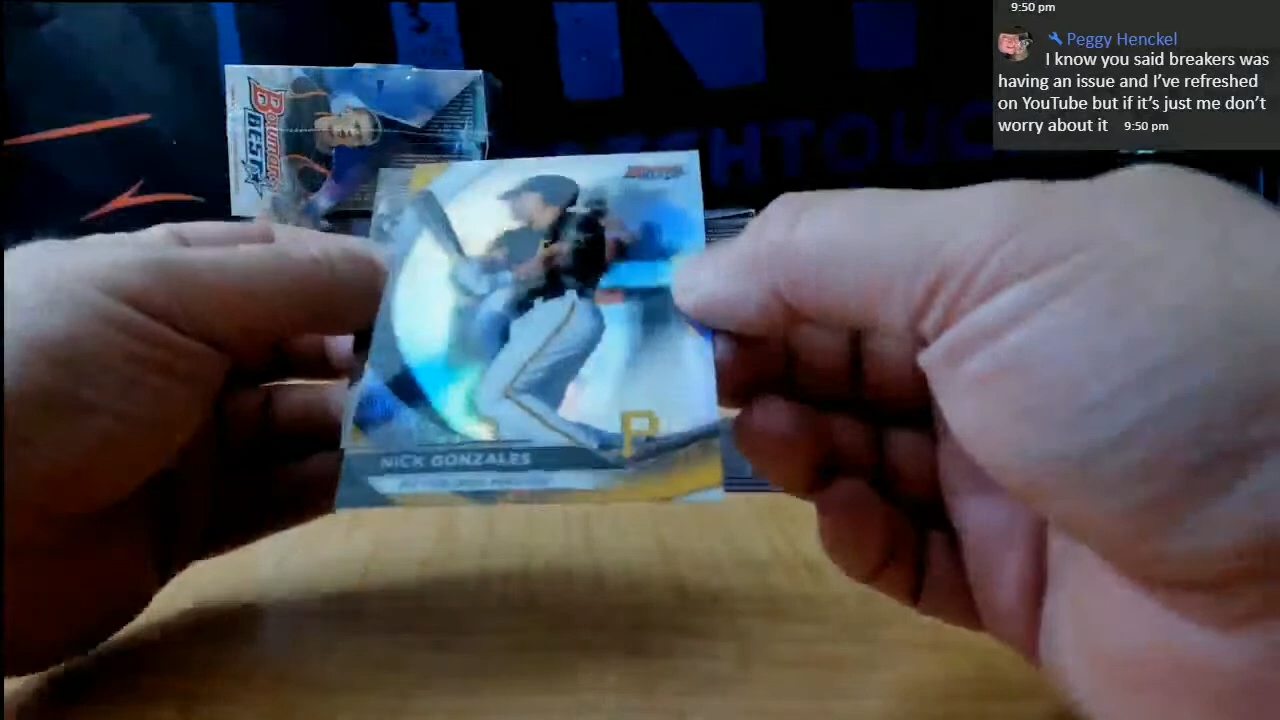 9:50 pm
Peggy Henckel
I know you said breakers was
having an issue and I've refreshed
on YouTube but if it's just me don't
worry about it 9:50 pm
BOWMAN'S
BEST
HTOUC
P
NICK GONZALES